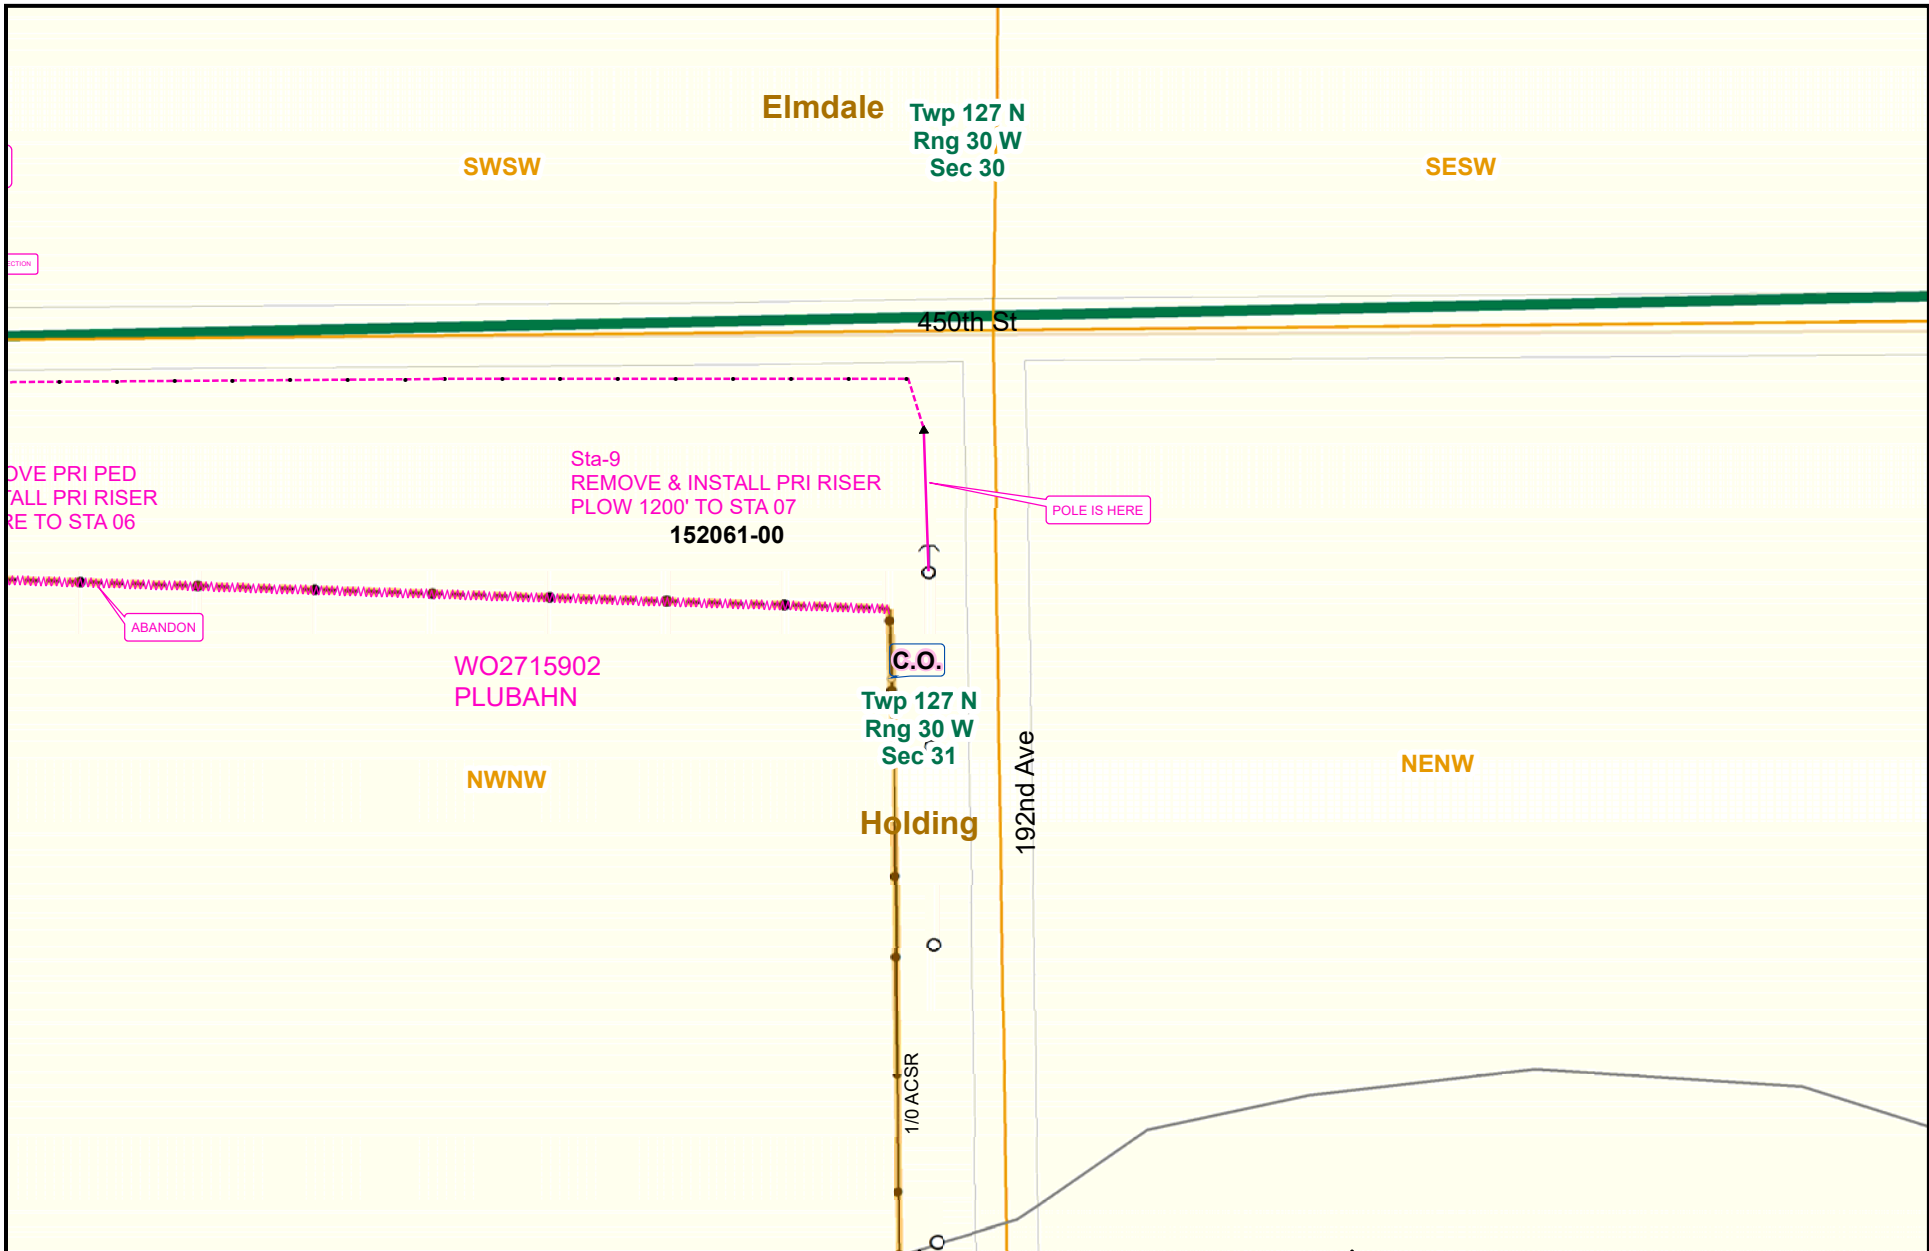 Elmdale
Twp 127 N
Rng 30 W
Sec 30
SWSW
SESW
ECTION
450th St
Sta-9
REMOVE & INSTALL PRI RISER
PLOW 1200' TO STA 07
152061-00
OVE PRI PED
TALL PRI RISER
RE TO STA 06
POLE IS HERE
ABANDON
WO2715902
PLUBAHN
C.O.
Twp 127 N
Rng 30 W
Sec 31
NWNW
NENW
192nd Ave
Holding
1/0 ACSR